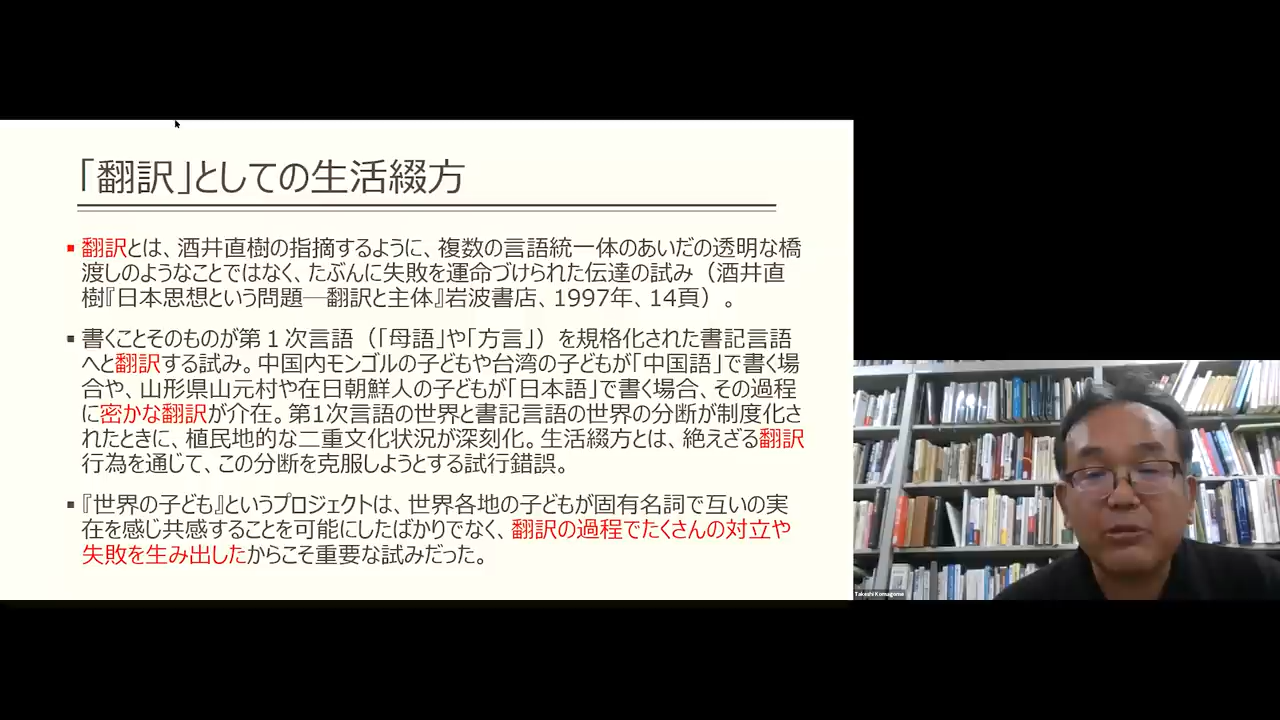 「翻訳」としての生活綴方
▪ 翻訳とは、酒井直樹の指摘するように、複数の言語統一体のあいだの透明な橋
渡しのようなことではなく、たぶんに失敗を運命づけられた伝達の試み（酒井直
樹『日本思想という問題―翻訳と主体』岩波書店、1997年、14頁）。
▪ 書くことそのものが第１次言語（「母語」や「方言」）を規格化された書記言語
へと翻訳する試み。中国内モンゴルの子どもや台湾の子どもが「中国語」で書く場
合や、山形県山元村や在日朝鮮人の子どもが「日本語」で書く場合、その過程
に密かな翻訳が介在。第1次言語の世界と書記言語の世界の分断が制度化さ
れたときに、植民地的な二重文化状況が深刻化。生活綴方とは、絶えざる翻訳
行為を通じて、この分断を克服しようとする試行錯誤。
▪ 『世界の子ども』というプロジェクトは、世界各地の子どもが固有名詞で互いの実
在を感じ共感することを可能にしたばかりでなく、翻訳の過程でたくさんの対立や
失敗を生み出したからこそ重要な試みだった。
Takeshi Komagome